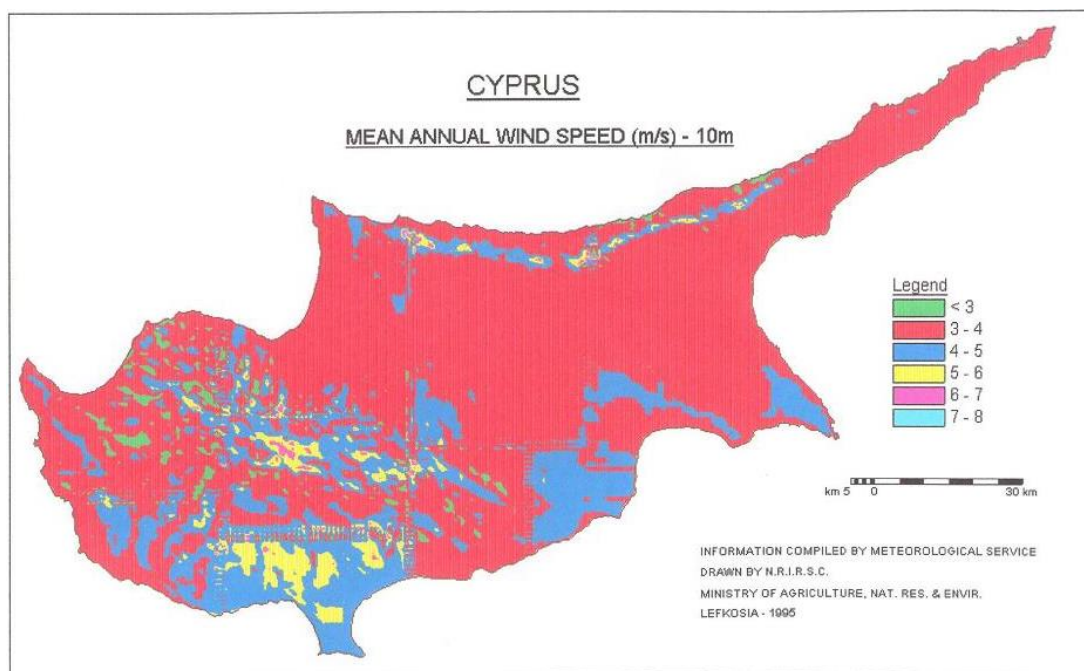 CYPRUS
MEAN ANNUAL WIND SPEED (m/s) - 10m
Legend
< 3
3 - 4
4 - 5
5 - 6
6 - 7
7 - 8
km 5 0 30 km
INFORMATION COMPILED BY METEOROLOGICAL SERVICE
DRAWN BY N.R.I.R.S.C.
MINISTRY OF AGRICULTURE, NAT. RES. & ENVIR.
LEFKOSIA - 1995